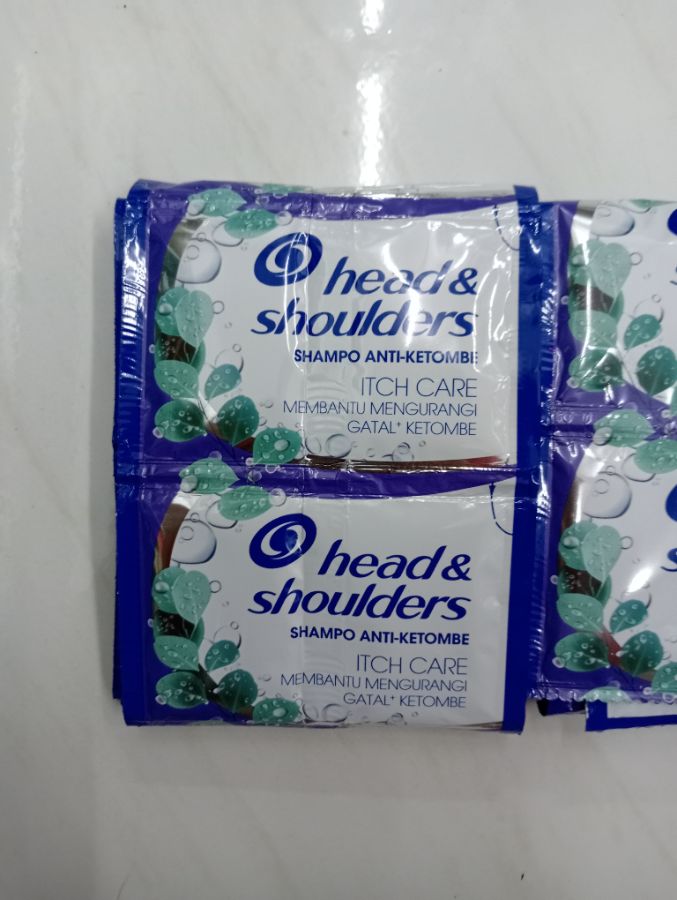 head &
shoulders
SHAMPO ANTI-KETOMBE
ITCH CARE
MEMBANTU MENGURANGI
GATAL⁺ KETOMBE
head &
shoulders
SHAMPO ANTI-KETOMBE
ITCH CARE
MEMBANTU MENGURANGI
GATAL⁺ KETOMBE